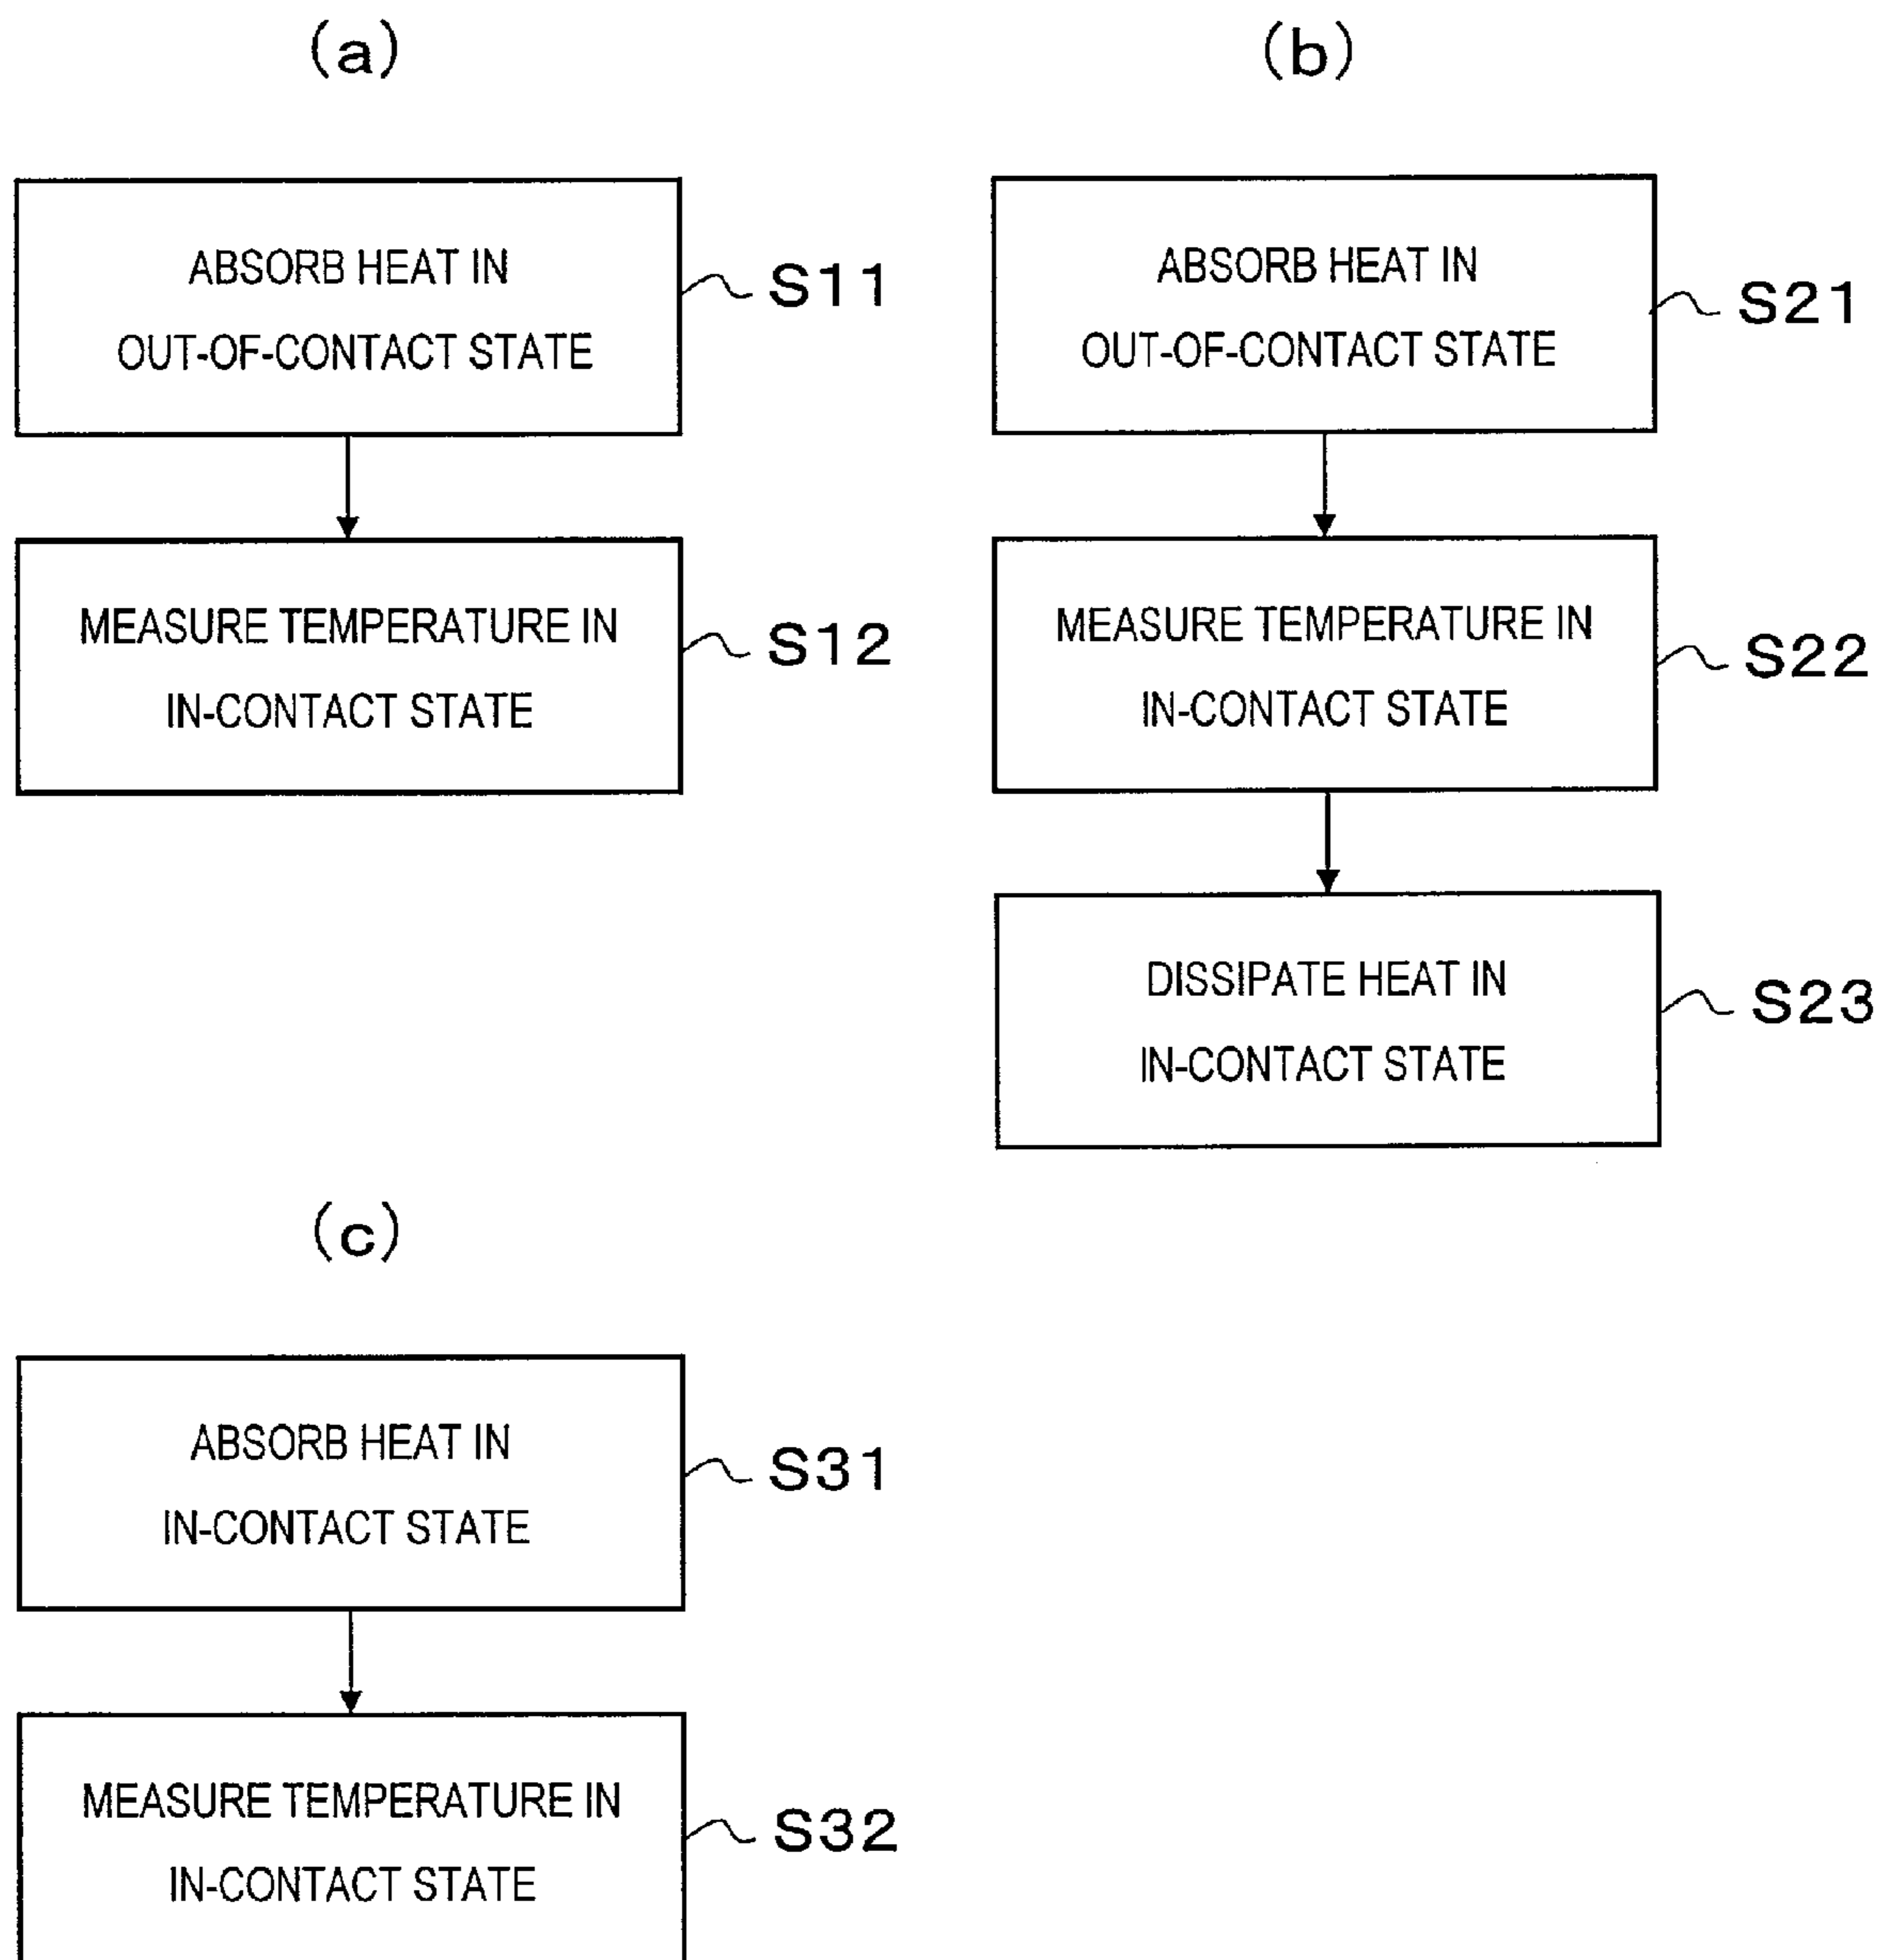 (a)
ABSORB HEAT IN
OUT-OF-CONTACT STATE
S11
MEASURE TEMPERATURE IN
IN-CONTACT STATE
S12
(b)
ABSORB HEAT IN
OUT-OF-CONTACT STATE
S21
MEASURE TEMPERATURE IN
IN-CONTACT STATE
S22
DISSIPATE HEAT IN
IN-CONTACT STATE
S23
(c)
ABSORB HEAT IN
IN-CONTACT STATE
S31
MEASURE TEMPERATURE IN
IN-CONTACT STATE
S32